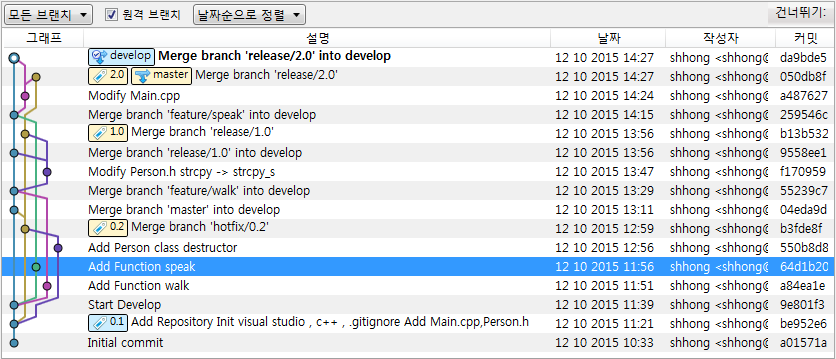 모든 브랜치 원격 브랜치 날짜순으로 정렬 건너뛰기:
그래프 설명 날짜 작성자 커밋
develop Merge branch 'release/2.0' into develop 12 10 2015 14:27 shhong <shhong@ da9bde5
2.0 master Merge branch 'release/2.0' 12 10 2015 14:27 shhong <shhong@ 050db8f
Modify Main.cpp 12 10 2015 14:24 shhong <shhong@ a487627
Merge branch 'feature/speak' into develop 12 10 2015 14:15 shhong <shhong@ 259546c
1.0 Merge branch 'release/1.0' 12 10 2015 13:56 shhong <shhong@ b13b532
Merge branch 'release/1.0' into develop 12 10 2015 13:56 shhong <shhong@ 9558ee1
Modify Person.h strcpy -> strcpy_s 12 10 2015 13:47 shhong <shhong@ f170959
Merge branch 'feature/walk' into develop 12 10 2015 13:29 shhong <shhong@ 55239c7
Merge branch 'master' into develop 12 10 2015 13:11 shhong <shhong@ 04eda9d
0.2 Merge branch 'hotfix/0.2' 12 10 2015 12:59 shhong <shhong@ b3fde8f
Add Person class destructor 12 10 2015 12:56 shhong <shhong@ 550b8d8
Add Function speak 12 10 2015 11:56 shhong <shhong@ 64d1b20
Add Function walk 12 10 2015 11:51 shhong <shhong@ a84ea1e
Start Develop 12 10 2015 11:39 shhong <shhong@ 9e801f3
0.1 Add Repository Init visual studio , c++ , .gitignore Add Main.cpp,Person.h 12 10 2015 11:21 shhong <shhong@ be952e6
Initial commit 12 10 2015 10:33 shhong <shhong@ a01571a